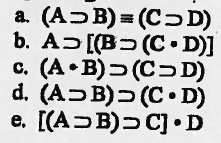 a. (A⊃B)≡(C⊃D)
b. A⊃[(B⊃(C•D)]
c. (A•B)⊃(C⊃D)
d. (A⊃B)⊃(C•D)
e. [(A⊃B)⊃C]•D